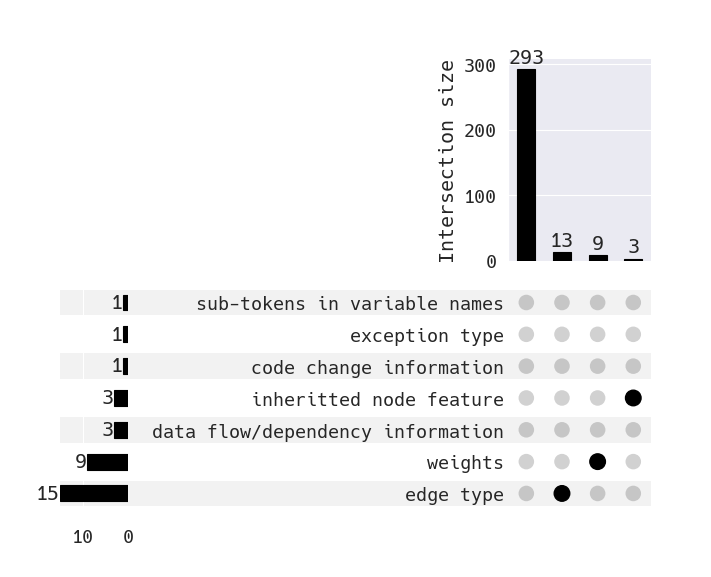 293
300
200
100
0
Intersection size
13
9
3
1 sub-tokens in variable names
1 exception type
1 code change information
3 inheritted node feature
3 data flow/dependency information
9 weights
15 edge type
10 0